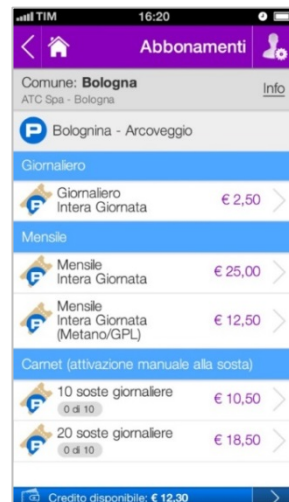 TIM 16:20
Abbonamenti
Comune: Bologna
ATC Spa - Bologna
Info
P Bolognina - Arcoveggio
Giornaliero
P Giornaliero
Intera Giornata
€ 2,50
Mensile
P Mensile
Intera Giornata
€ 25,00
P Mensile
Intera Giornata
(Metano/GPL)
€ 12,50
Carnet (attivazione manuale alla sosta)
P 10 soste giornaliere
0 di 10
€ 10,50
P 20 soste giornaliere
0 di 10
€ 18,50
Credito disponibile: € 12,30